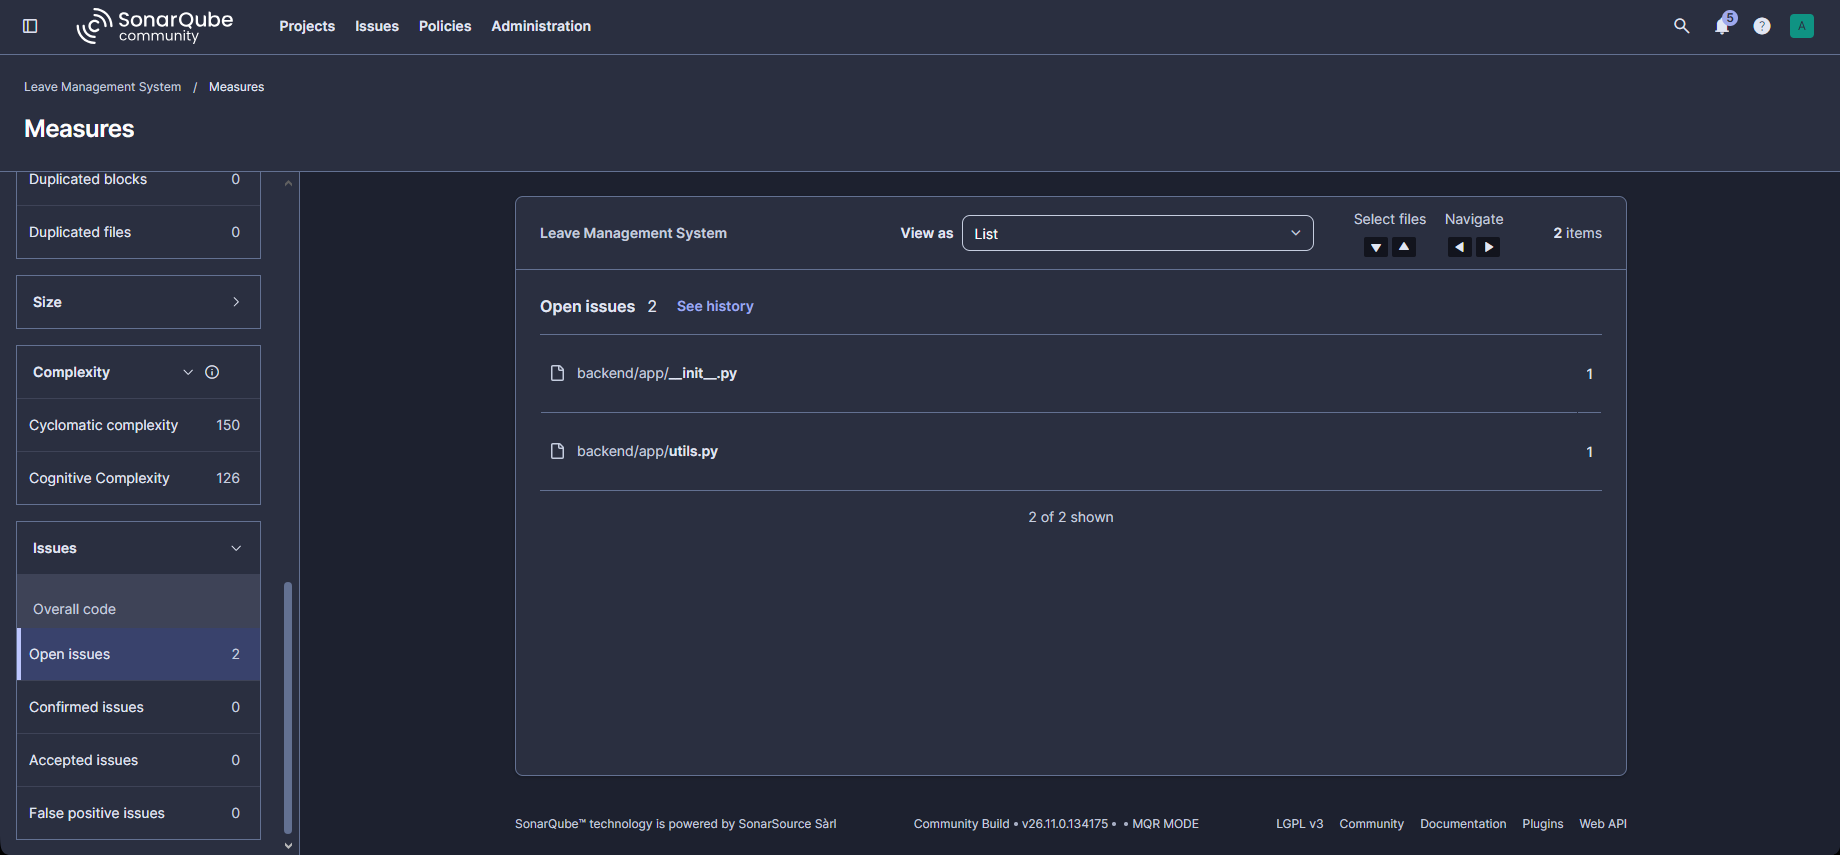 SonarQube
community
Projects
Issues
Policies
Administration
5
?
A
Leave Management System / Measures
Measures
Duplicated blocks 0
Duplicated files 0
Size
Complexity
Cyclomatic complexity 150
Cognitive Complexity 126
Issues
Overall code
Open issues 2
Confirmed issues 0
Accepted issues 0
False positive issues 0
Leave Management System
View as
List
Select files
Navigate
2 items
Open issues 2 See history
backend/app/__init__.py 1
backend/app/utils.py 1
2 of 2 shown
SonarQube™ technology is powered by SonarSource Sàrl
Community Build • v26.11.0.134175 • • MQR MODE
LGPL v3
Community
Documentation
Plugins
Web API